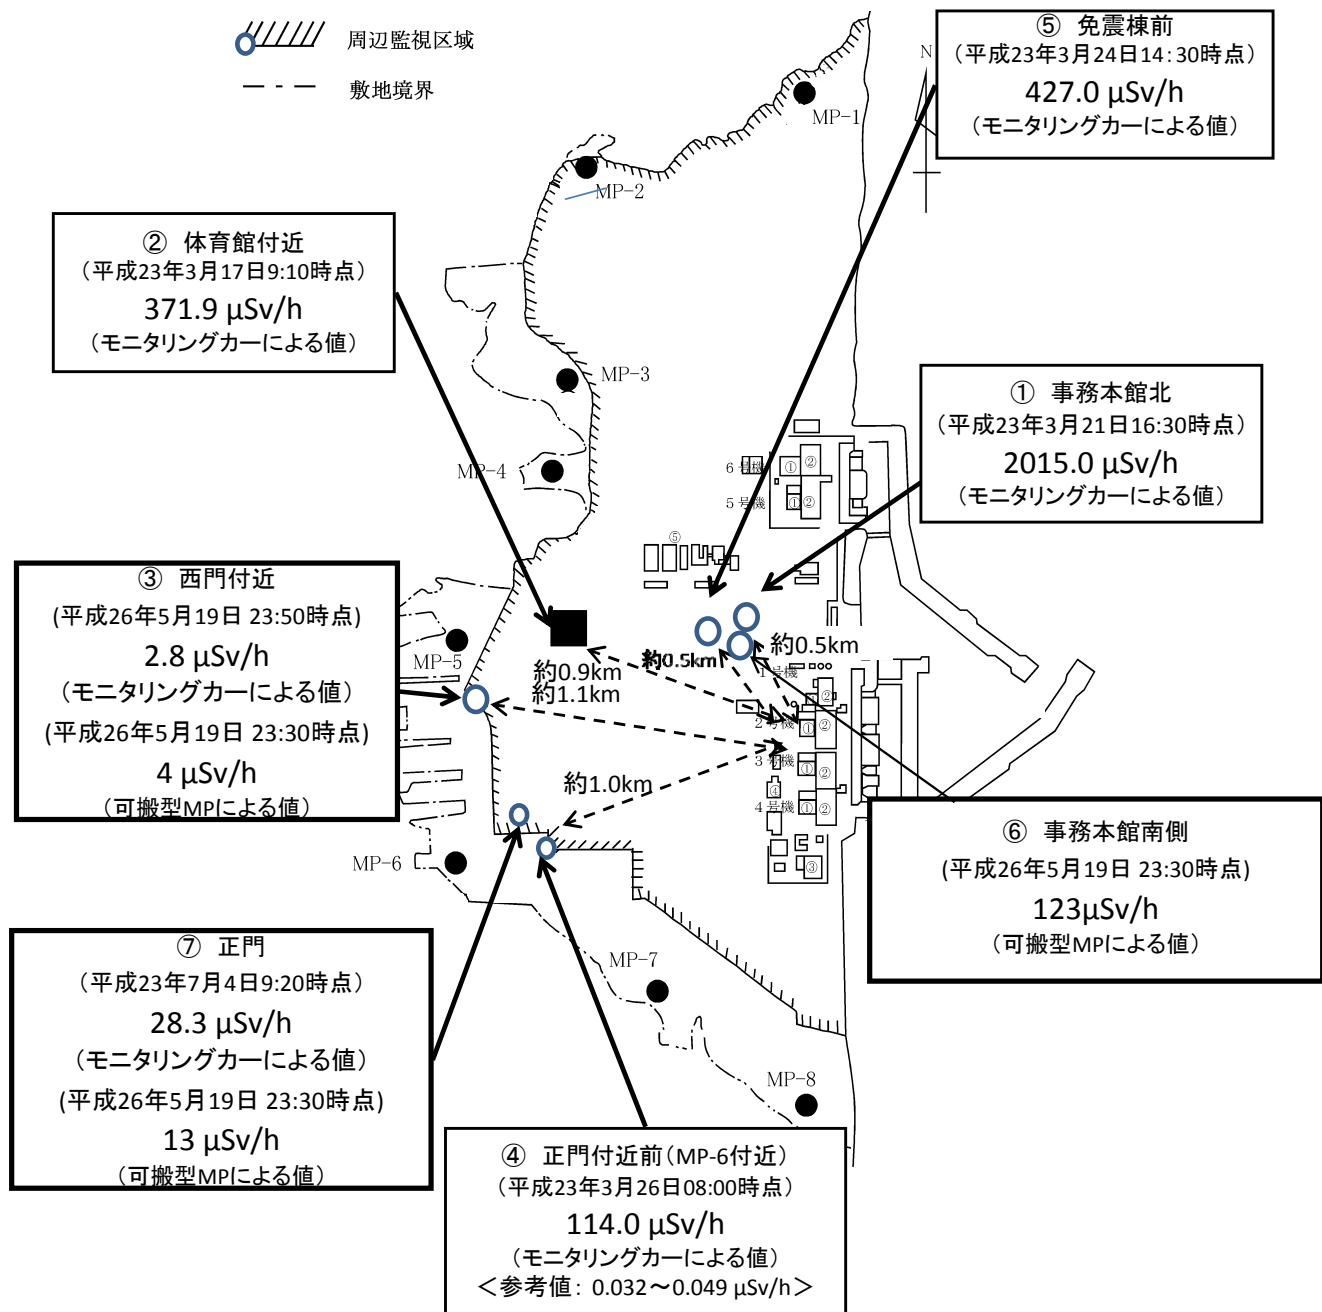 周辺監視区域
敷地境界
⑤ 免震棟前
（平成23年3月24日14:30時点）
427.0 μSv/h
（モニタリングカーによる値）
N
MP-1
MP-2
② 体育館付近
（平成23年3月17日9:10時点）
371.9 μSv/h
（モニタリングカーによる値）
MP-3
① 事務本館北
（平成23年3月21日16:30時点）
2015.0 μSv/h
（モニタリングカーによる値）
MP-4
6号機
①
②
5号機
①
②
⑤
③ 西門付近
(平成26年5月19日 23:50時点)
2.8 μSv/h
（モニタリングカーによる値）
(平成26年5月19日 23:30時点)
4 μSv/h
（可搬型MPによる値）
MP-5
約0.9km
約1.1km
約0.5km
約0.5km
1号機
②
2号機
①
②
3号機
①
②
約1.0km
④
4号機
①
②
③
MP-6
⑥ 事務本館南側
(平成26年5月19日 23:30時点)
123μSv/h
（可搬型MPによる値）
⑦ 正門
（平成23年7月4日9:20時点）
28.3 μSv/h
（モニタリングカーによる値）
(平成26年5月19日 23:30時点)
13 μSv/h
（可搬型MPによる値）
MP-7
MP-8
④ 正門付近前（MP-6付近）
（平成23年3月26日08:00時点）
114.0 μSv/h
（モニタリングカーによる値）
＜参考値： 0.032～0.049 μSv/h＞